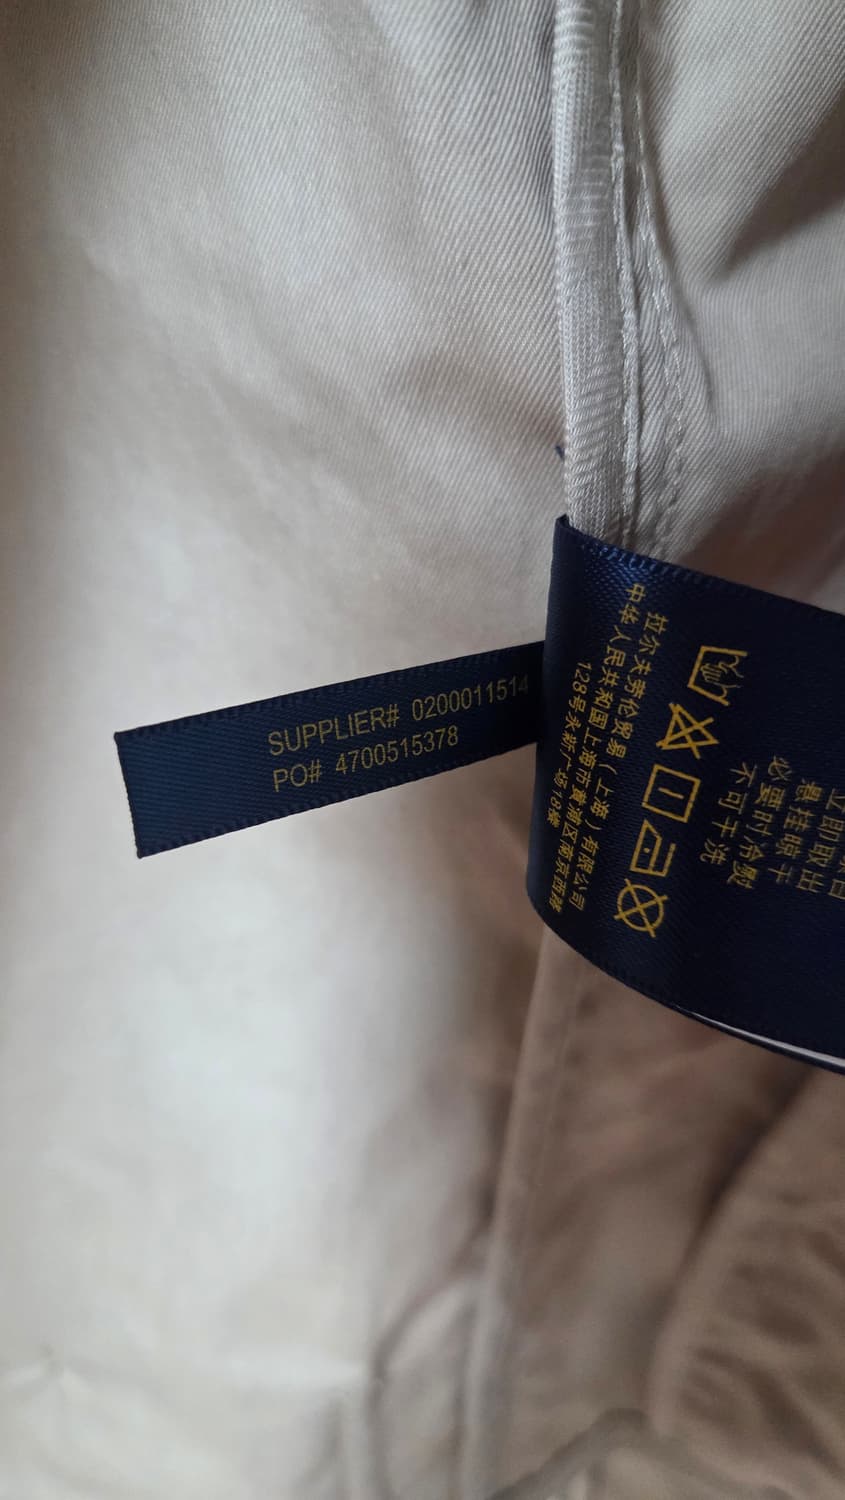 SUPPLIER# 0200011514
PO# 4700515378
立即取出
悬挂晾干
必要时冷熨
不可干洗
拉尔夫劳伦贸易（上海）有限公司
中华人民共和国上海市黄浦区南京西路
128号永新广场18楼